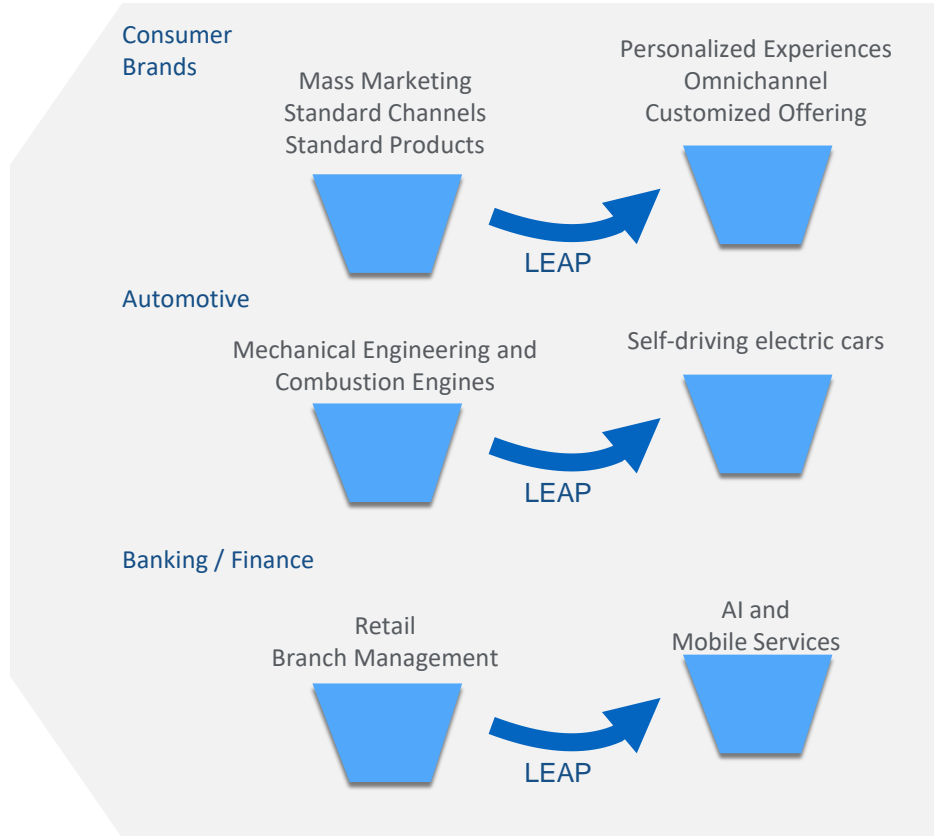 Consumer
Brands
Mass Marketing
Standard Channels
Standard Products
Personalized Experiences
Omnichannel
Customized Offering
LEAP
Automotive
Mechanical Engineering and
Combustion Engines
Self-driving electric cars
LEAP
Banking / Finance
Retail
Branch Management
AI and
Mobile Services
LEAP